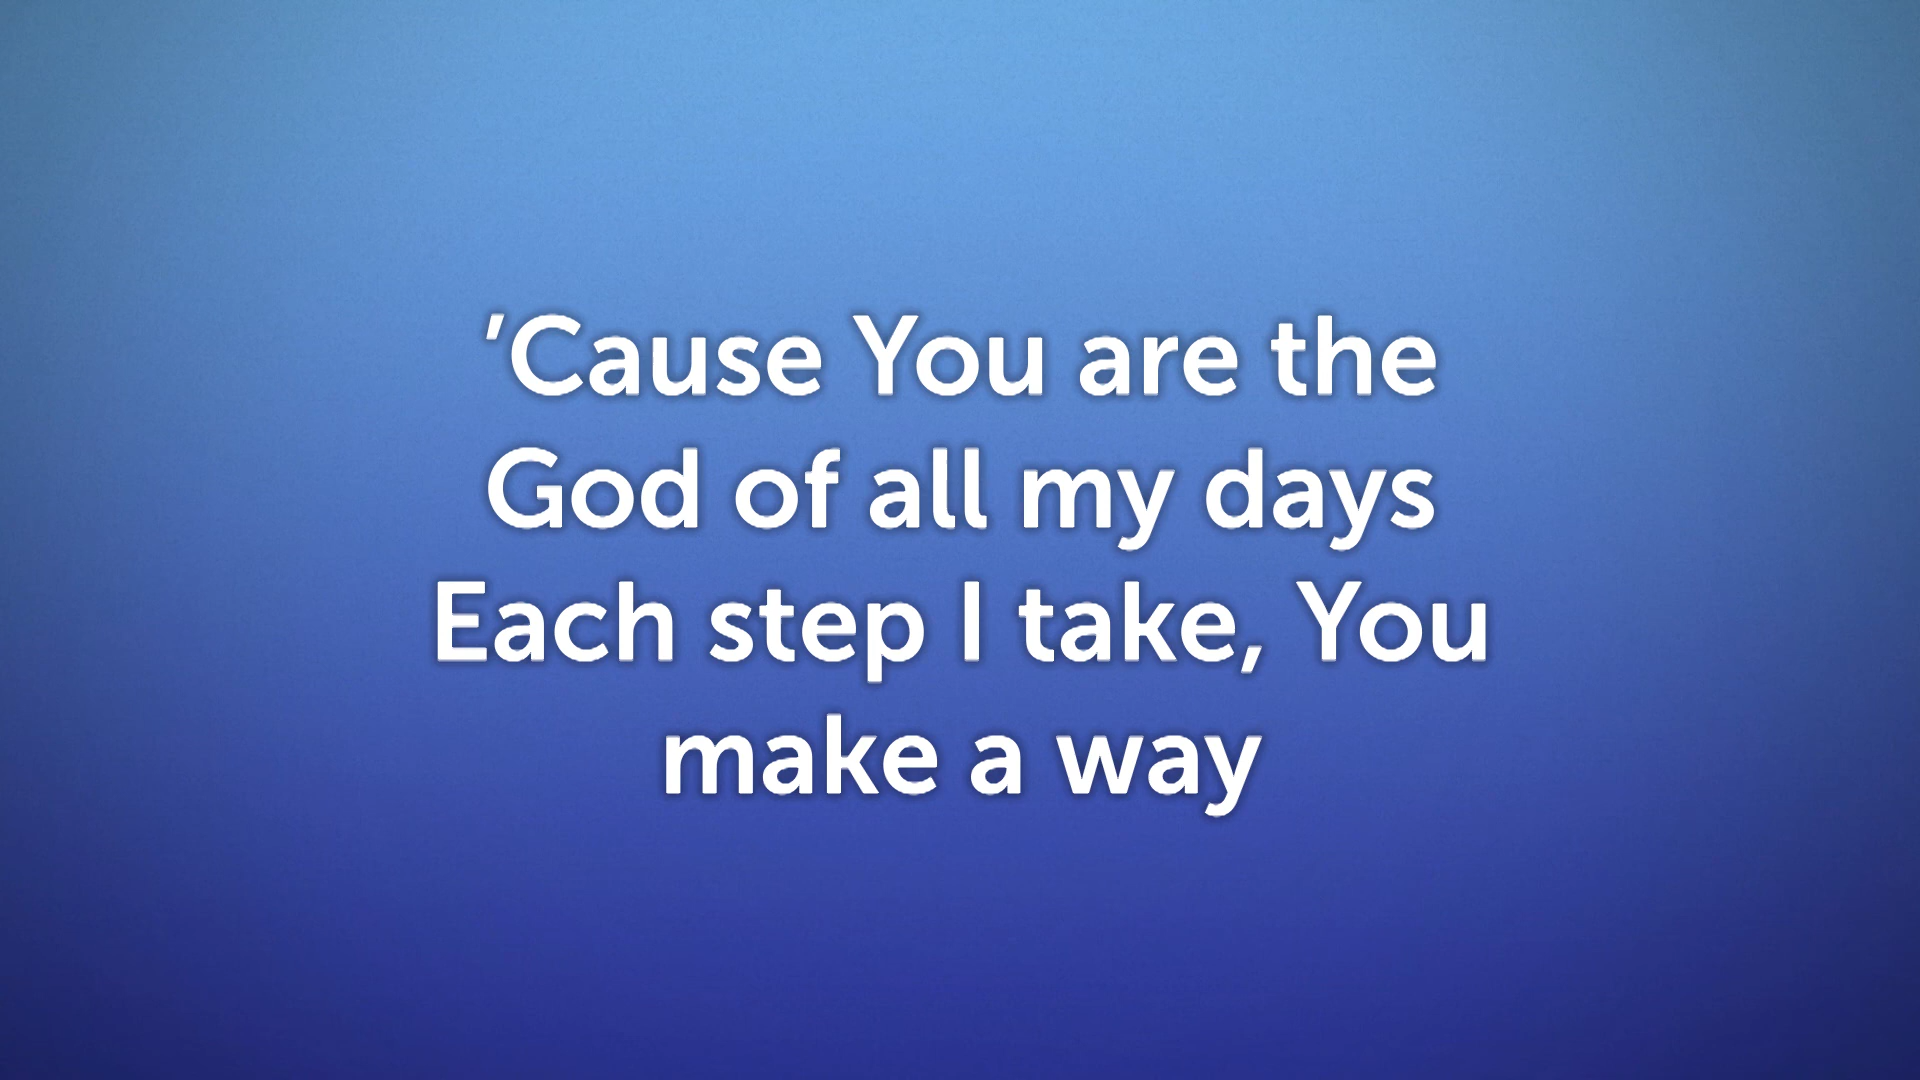 'Cause You are the
God of all my days
Each step I take, You
make a way